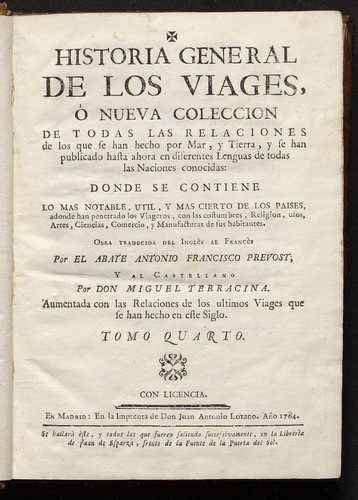 HISTORIA GENERAL
DE LOS VIAGES,
Ó NUEVA COLECCION
DE TODAS LAS RELACIONES
de los que se han hecho por Mar, y Tierra, y se han
publicado hasta ahora en diferentes Lenguas de todas
las Naciones conocidas:
DONDE SE CONTIENE
LO MAS NOTABLE, UTIL, Y MAS CIERTO DE LOS PAISES,
adonde han penetrado los Viageros, con las costumbres, Religion, usos,
Artes, Ciencias, Comercio, y Manufacturas de sus habitantes.
OBRA TRADUCIDA DEL INGLÈS AL FRANCÈS
Por EL ABATE ANTONIO FRANCISCO PREVOST;
Y AL CASTELLANO
Por DON MIGUEL TERRACINA.
Aumentada con las Relaciones de los ultimos Viages que
se han hecho en este Siglo.
TOMO QUARTO.
CON LICENCIA.
EN MADRID: En la Imprenta de Don Juan Antonio Lozano. Año 1764.
Se hallarà èste, y todos los que fueren saliendo successivamente, en la Librerìa
de Juan de Esparza, frente de la Fuente de la Puerta del Sol.